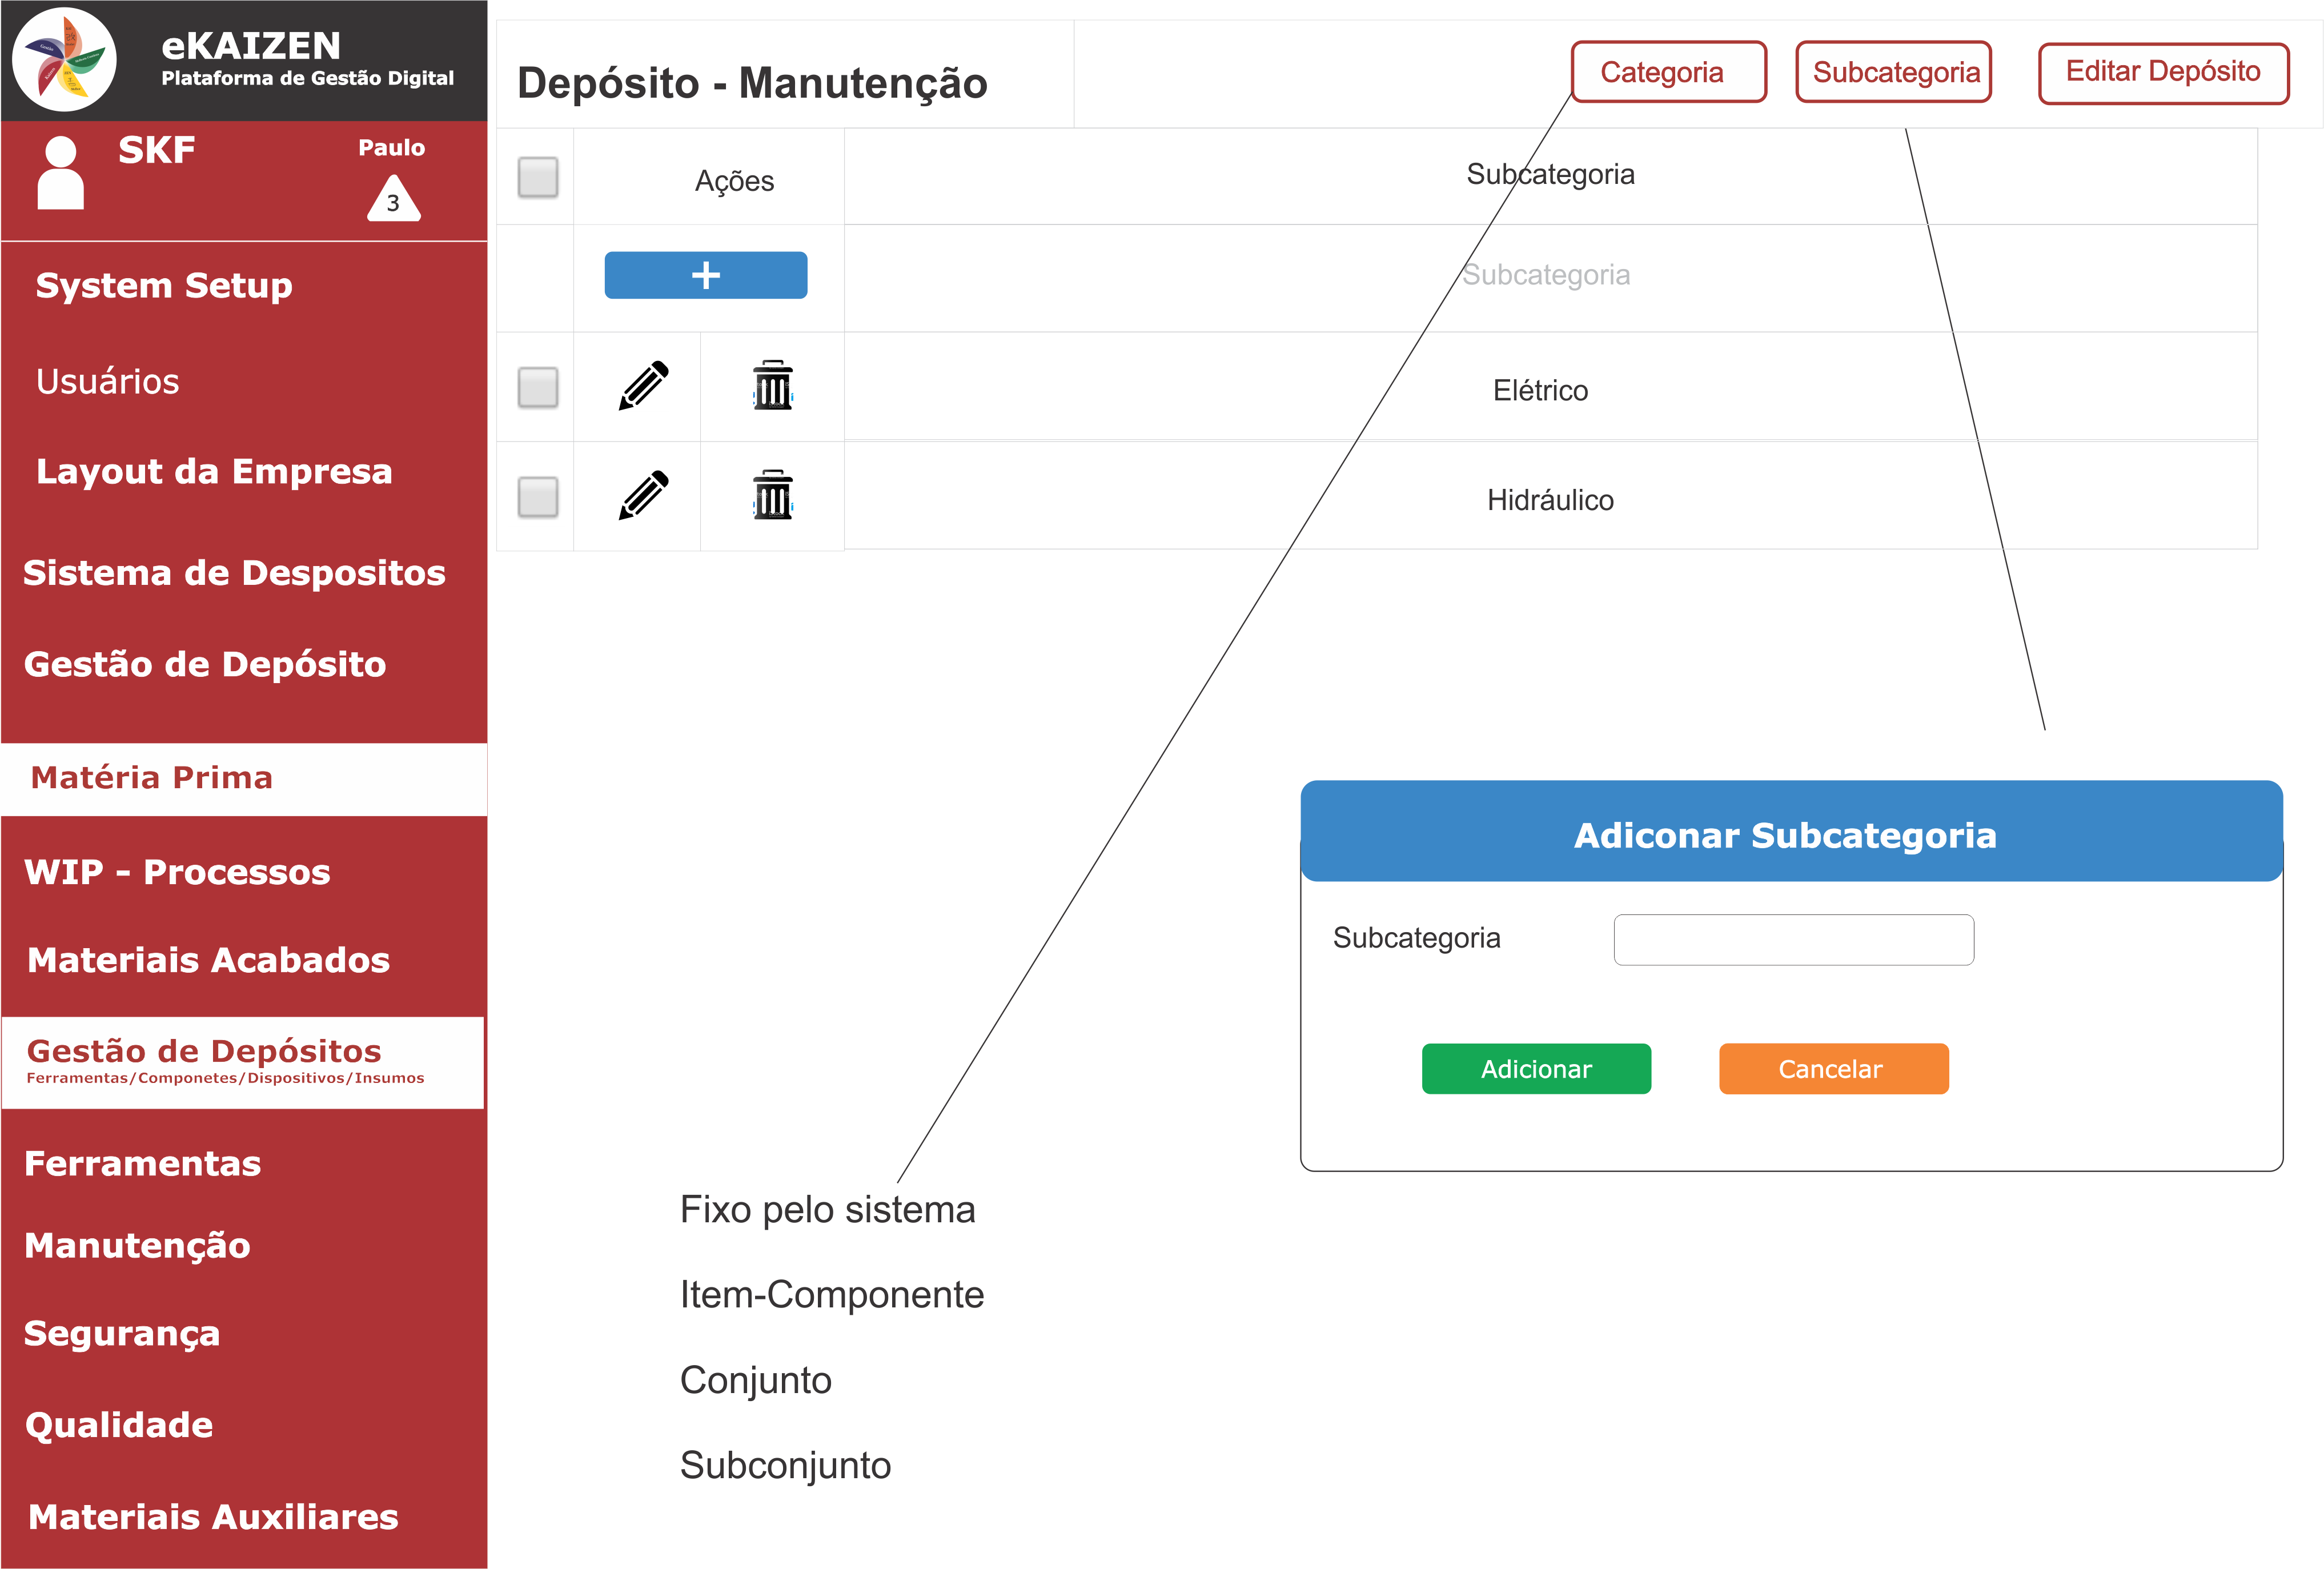 eKAIZEN
Plataforma de Gestão Digital
SKF
Paulo
3
System Setup
Usuários
Layout da Empresa
Sistema de Despositos
Gestão de Depósito
Matéria Prima
WIP - Processos
Materiais Acabados
Gestão de Depósitos
Ferramentas/Componetes/Dispositivos/Insumos
Ferramentas
Manutenção
Segurança
Qualidade
Materiais Auxiliares
Depósito - Manutenção
Categoria
Subcategoria
Editar Depósito
Ações
Subcategoria
+
Subcategoria
Elétrico
Hidráulico
Adiconar Subcategoria
Subcategoria
Adicionar
Cancelar
Fixo pelo sistema
Item-Componente
Conjunto
Subconjunto